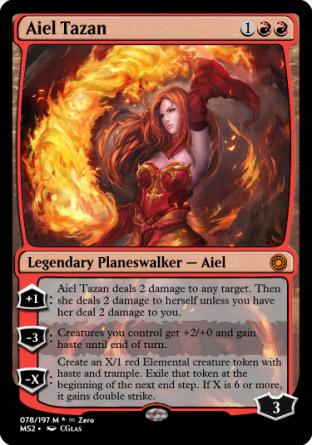 Aiel Tazan 1
Legendary Planeswalker — Aiel
+1
Aiel Tazan deals 2 damage to any target. Then
she deals 2 damage to herself unless you have
her deal 2 damage to you.
-3
Creatures you control get +2/+0 and gain
haste until end of turn.
-X
Create an X/1 red Elemental creature token with
haste and trample. Exile that token at the
beginning of the next end step. If X is 6 or more,
it gains double strike.
3
078/197 M * ∞ Zero
MS2 • CGlas